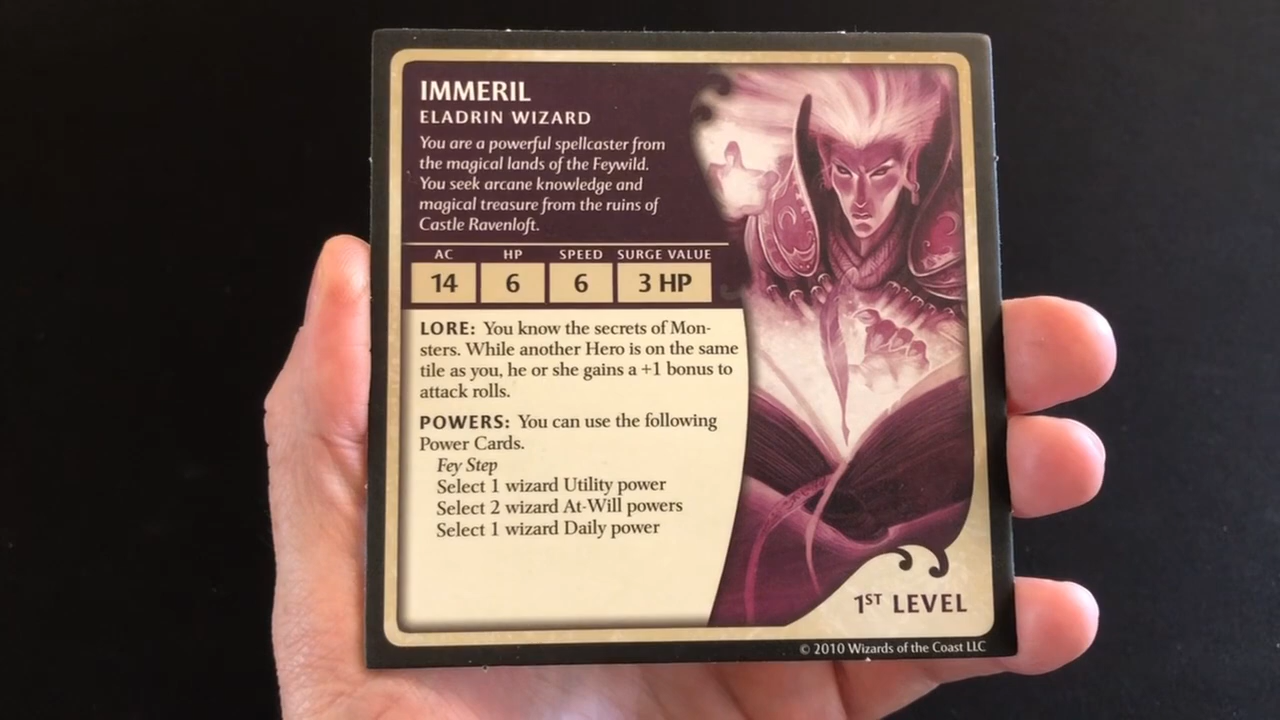 IMMERIL
ELADRIN WIZARD
You are a powerful spellcaster from
the magical lands of the Feywild.
You seek arcane knowledge and
magical treasure from the ruins of
Castle Ravenloft.
AC HP SPEED SURGE VALUE
14 6 6 3 HP
LORE: You know the secrets of Mon-
sters. While another Hero is on the same
tile as you, he or she gains a +1 bonus to
attack rolls.
POWERS: You can use the following
Power Cards.
Fey Step
Select 1 wizard Utility power
Select 2 wizard At-Will powers
Select 1 wizard Daily power
1ST LEVEL
© 2010 Wizards of the Coast LLC